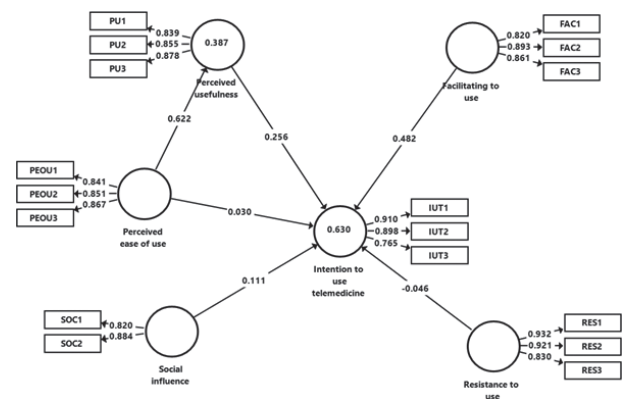 PU1
PU2
PU3
0.839
0.855
0.878
0.387
Perceived
usefulness
FAC1
FAC2
FAC3
0.820
0.893
0.861
Facilitating to
use
0.622
0.256
0.482
PEOU1
PEOU2
PEOU3
0.841
0.851
0.867
Perceived
ease of use
0.030
0.630
Intention to
use
telemedicine
0.910
0.898
0.765
IUT1
IUT2
IUT3
0.111
-0.046
SOC1
SOC2
0.820
0.884
Social
influence
0.932
0.921
0.830
RES1
RES2
RES3
Resistance to
use